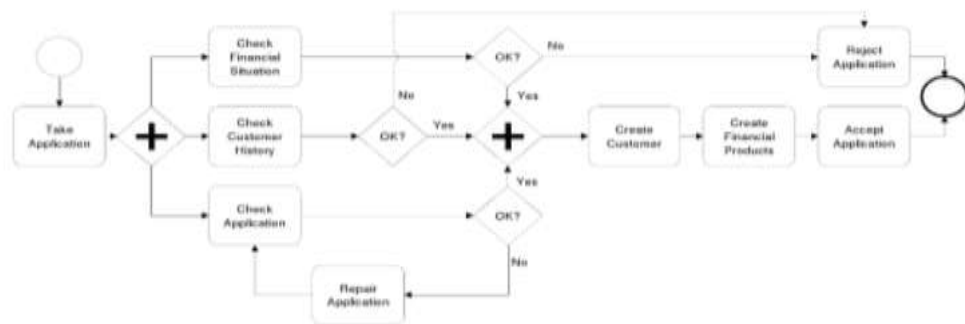 Check
Financial
Situation
OK?
No
Reject
Application
Yes
Take
Application
Check
Customer
History
No
OK?
Yes
Create
Customer
Create
Financial
Products
Accept
Application
Check
Application
Yes
OK?
No
Repair
Application